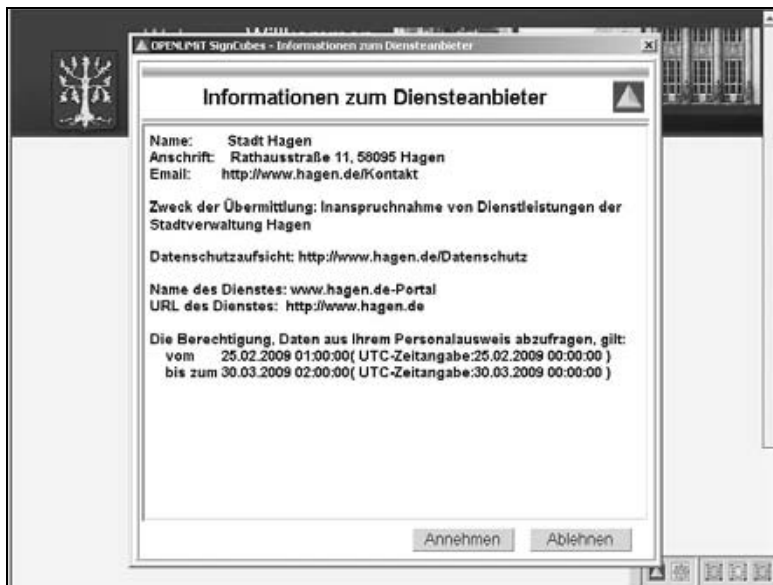 Willkommen
OPENLiMiT SignCubes - Informationen zum Diensteanbieter
Informationen zum Diensteanbieter
Name: Stadt Hagen
Anschrift: Rathausstraße 11, 58095 Hagen
Email: http://www.hagen.de/Kontakt
Zweck der Übermittlung: Inanspruchnahme von Dienstleistungen der
Stadtverwaltung Hagen
Datenschutzaufsicht: http://www.hagen.de/Datenschutz
Name des Dienstes: www.hagen.de-Portal
URL des Dienstes: http://www.hagen.de
Die Berechtigung, Daten aus Ihrem Personalausweis abzufragen, gilt:
vom 25.02.2009 01:00:00( UTC-Zeitangabe:25.02.2009 00:00:00 )
bis zum 30.03.2009 02:00:00( UTC-Zeitangabe:30.03.2009 00:00:00 )
Annehmen Ablehnen